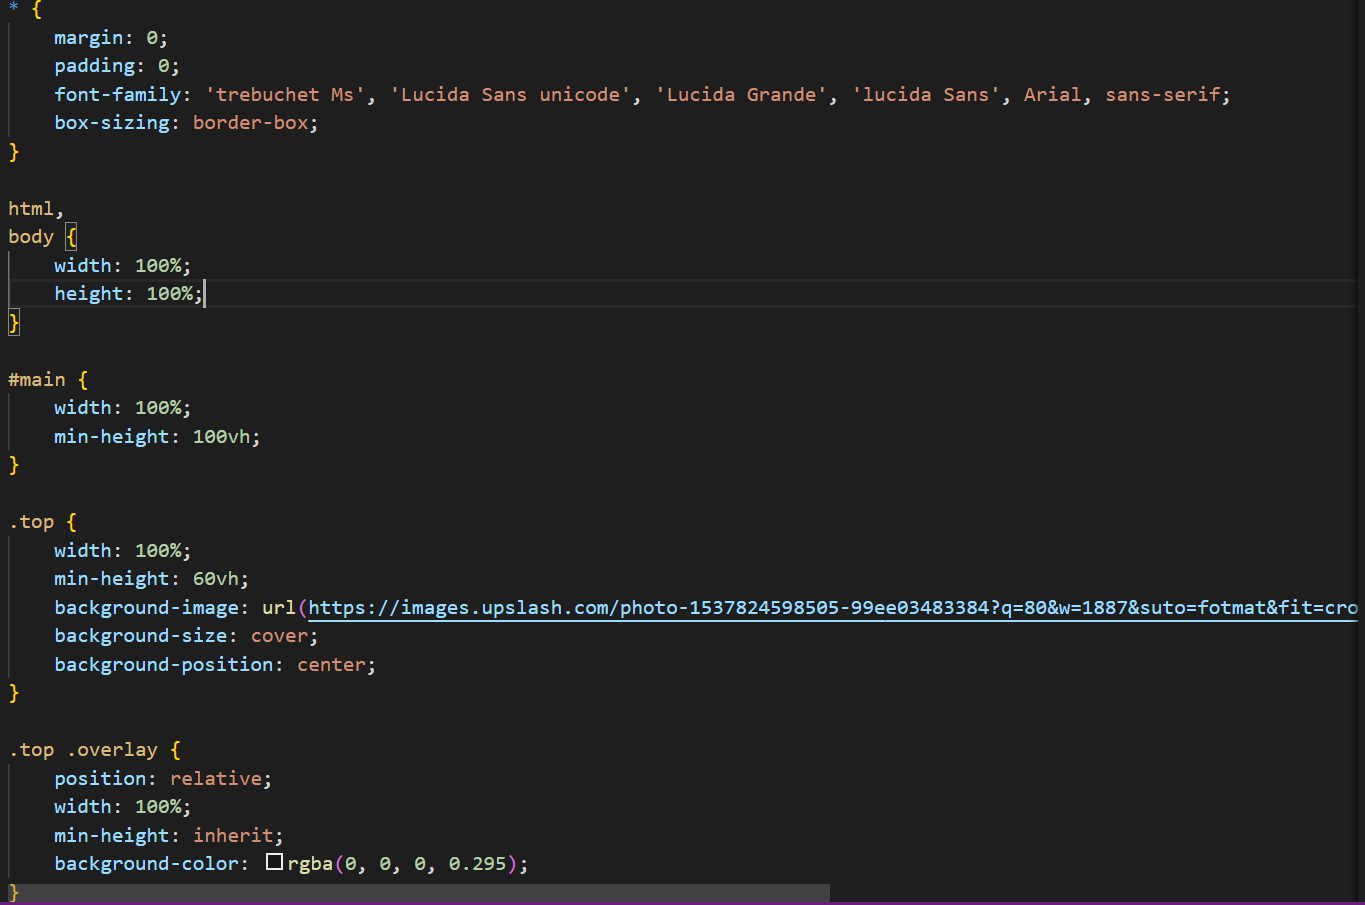 * {
    margin: 0;
    padding: 0;
    font-family: 'trebuchet Ms', 'Lucida Sans unicode', 'Lucida Grande', 'lucida Sans', Arial, sans-serif;
    box-sizing: border-box;
}

html,
body {
    width: 100%;
    height: 100%;
}

#main {
    width: 100%;
    min-height: 100vh;
}

.top {
    width: 100%;
    min-height: 60vh;
    background-image: url(https://images.upslash.com/photo-1537824598505-99ee03483384?q=80&w=1887&suto=fotmat&fit=cro
    background-size: cover;
    background-position: center;
}

.top .overlay {
    position: relative;
    width: 100%;
    min-height: inherit;
    background-color: rgba(0, 0, 0, 0.295);
}